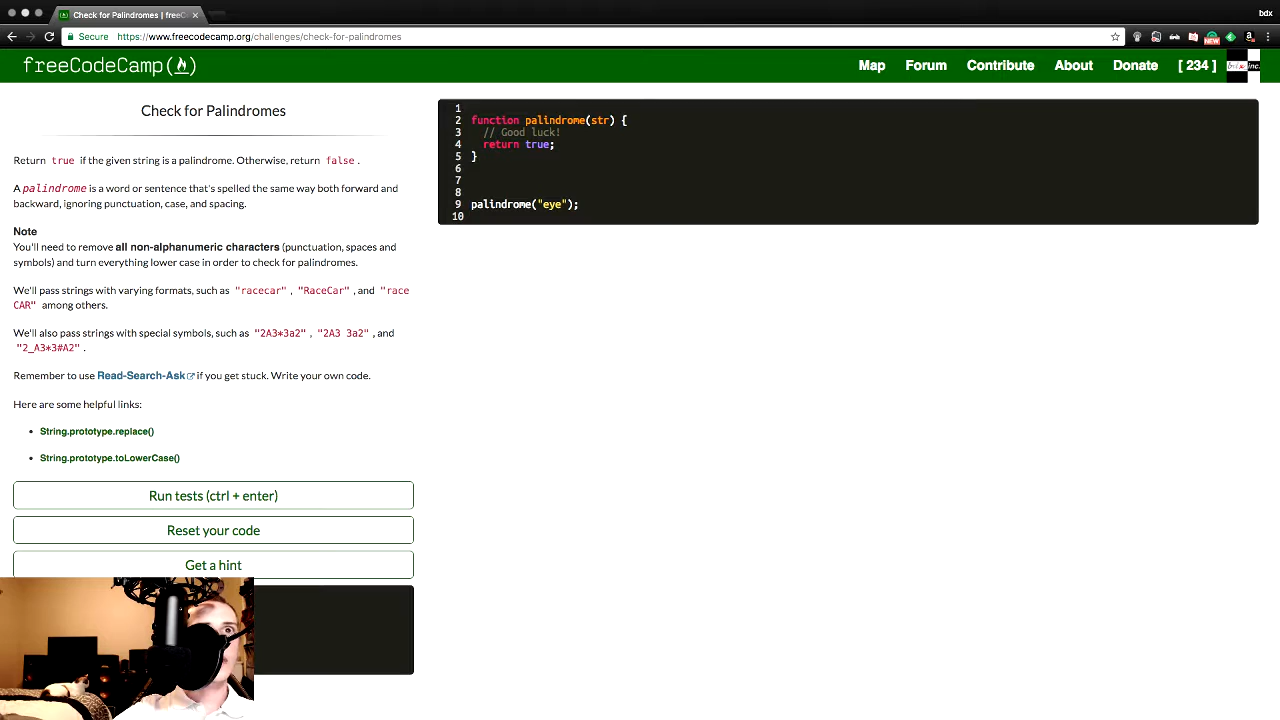 Check for Palindromes | freeC
bdx
Secure https://www.freecodecamp.org/challenges/check-for-palindromes
NEW
freeCodeCamp
Map Forum Contribute About Donate [ 234 ]
inc.
Check for Palindromes
Return true if the given string is a palindrome. Otherwise, return false .
A palindrome is a word or sentence that's spelled the same way both forward and
backward, ignoring punctuation, case, and spacing.
Note
You'll need to remove all non-alphanumeric characters (punctuation, spaces and
symbols) and turn everything lower case in order to check for palindromes.
We'll pass strings with varying formats, such as "racecar" , "RaceCar" , and "race
CAR" among others.
We'll also pass strings with special symbols, such as "2A3*3a2" , "2A3 3a2" , and
"2_A3*3#A2" .
Remember to use Read-Search-Ask if you get stuck. Write your own code.
Here are some helpful links:
• String.prototype.replace()
• String.prototype.toLowerCase()
Run tests (ctrl + enter)
Reset your code
Get a hint
1
2 function palindrome(str) {
3 // Good luck!
4 return true;
5 }
6
7
8
9 palindrome("eye");
10